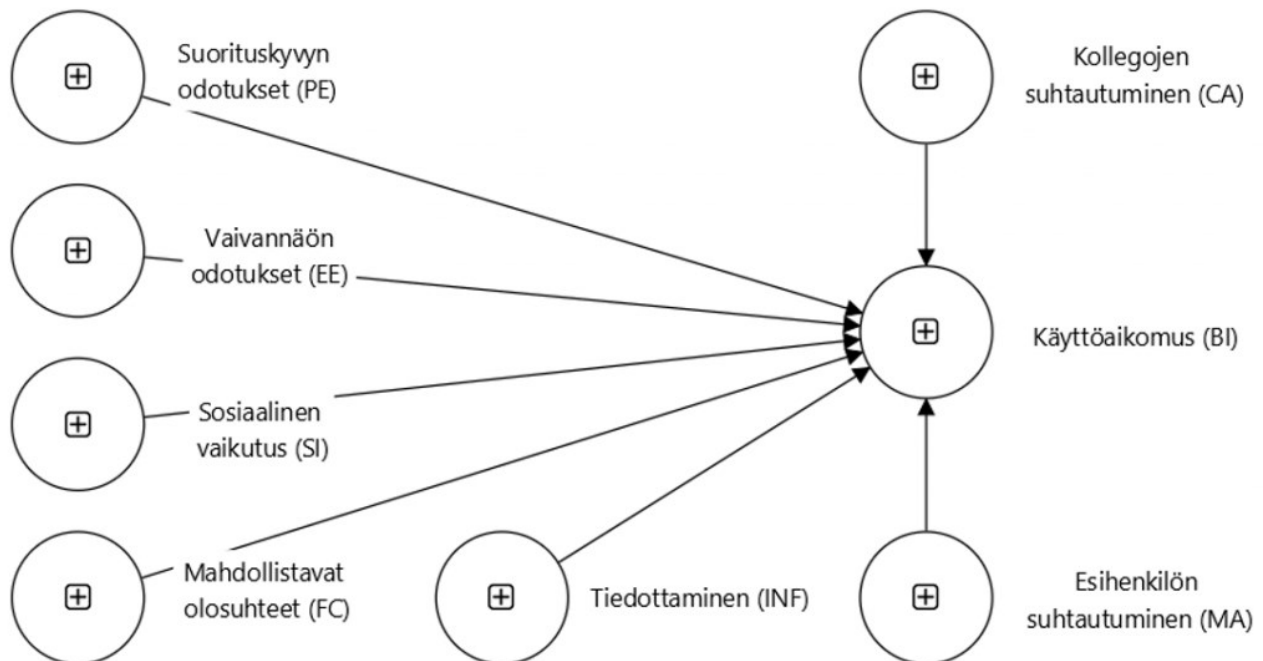 Suorituskyvyn
odotukset (PE)
Kollegojen
suhtautuminen (CA)
Vaivannäön
odotukset (EE)
Käyttöaikomus (BI)
Sosiaalinen
vaikutus (SI)
Mahdollistavat
olosuhteet (FC)
Tiedottaminen (INF)
Esihenkilön
suhtautuminen (MA)